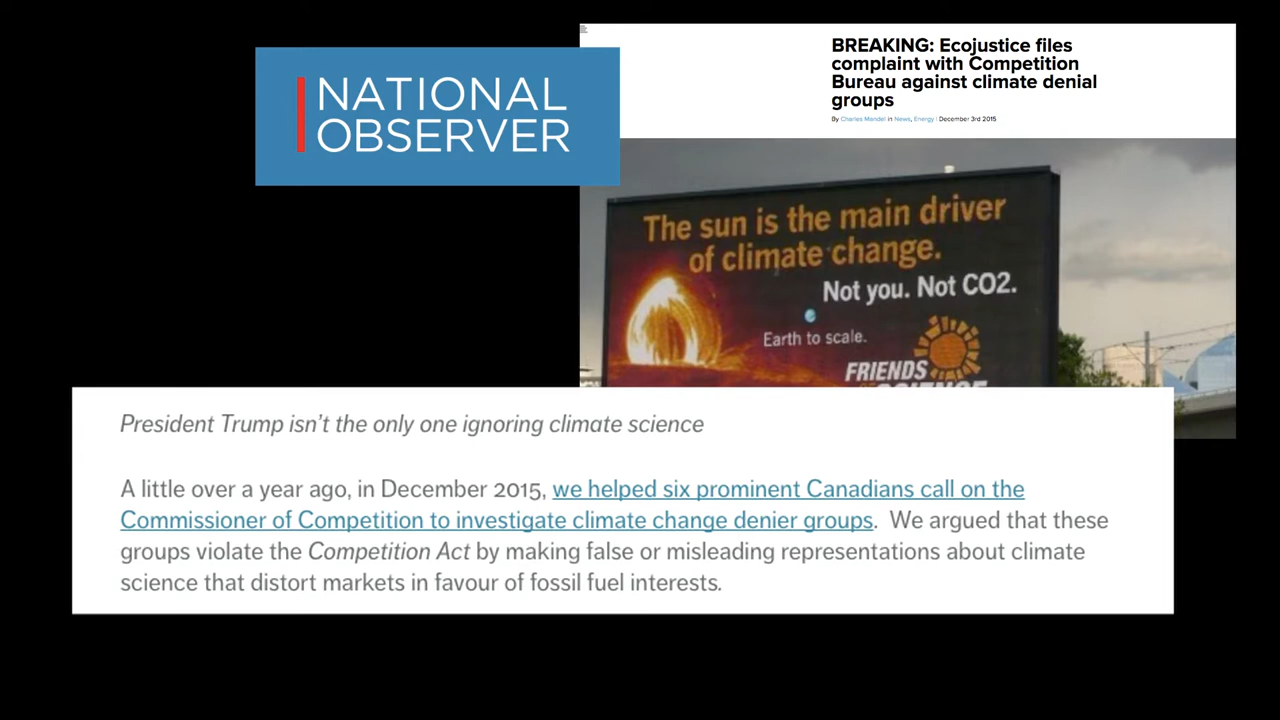 NATIONAL
OBSERVER
BREAKING: Ecojustice files
complaint with Competition
Bureau against climate denial
groups
By Charles Mandel in News, Energy | December 3rd 2015
The sun is the main driver
of climate change.
Not you. Not CO2.
Earth to scale.
FRIENDS
SCIENCE
President Trump isn't the only one ignoring climate science
A little over a year ago, in December 2015, we helped six prominent Canadians call on the
Commissioner of Competition to investigate climate change denier groups. We argued that these
groups violate the Competition Act by making false or misleading representations about climate
science that distort markets in favour of fossil fuel interests.